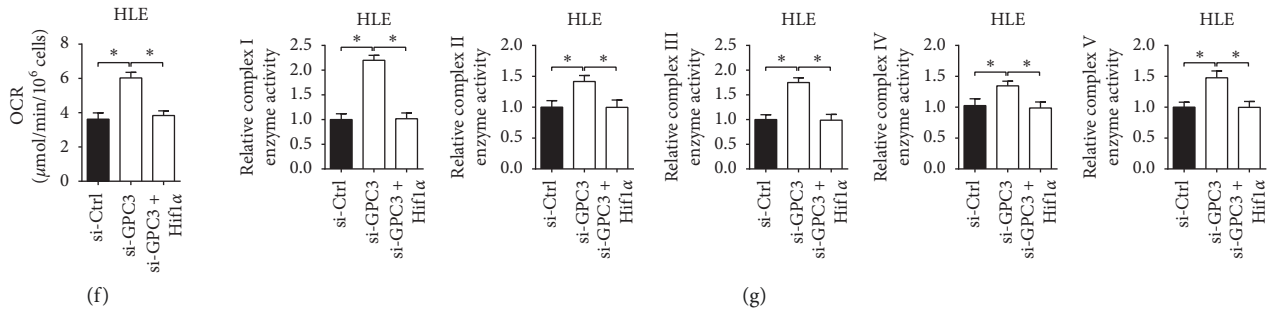 HLE
OCR
(μmol/min/10⁶ cells)
8
6
4
2
0
* *
si-Ctrl
si-GPC3
si-GPC3 +
Hif1α
(f)
HLE
Relative complex I
enzyme activity
2.5
2.0
1.5
1.0
0.5
0.0
* *
si-Ctrl
si-GPC3
si-GPC3 +
Hif1α
HLE
Relative complex II
enzyme activity
2.0
1.5
1.0
0.5
0.0
* *
si-Ctrl
si-GPC3
si-GPC3 +
Hif1α
HLE
Relative complex III
enzyme activity
2.5
2.0
1.5
1.0
0.5
0.0
* *
si-Ctrl
si-GPC3
si-GPC3 +
Hif1α
HLE
Relative complex IV
enzyme activity
2.0
1.5
1.0
0.5
0.0
* *
si-Ctrl
si-GPC3
si-GPC3 +
Hif1α
HLE
Relative complex V
enzyme activity
2.0
1.5
1.0
0.5
0.0
* *
si-Ctrl
si-GPC3
si-GPC3 +
Hif1α
(g)